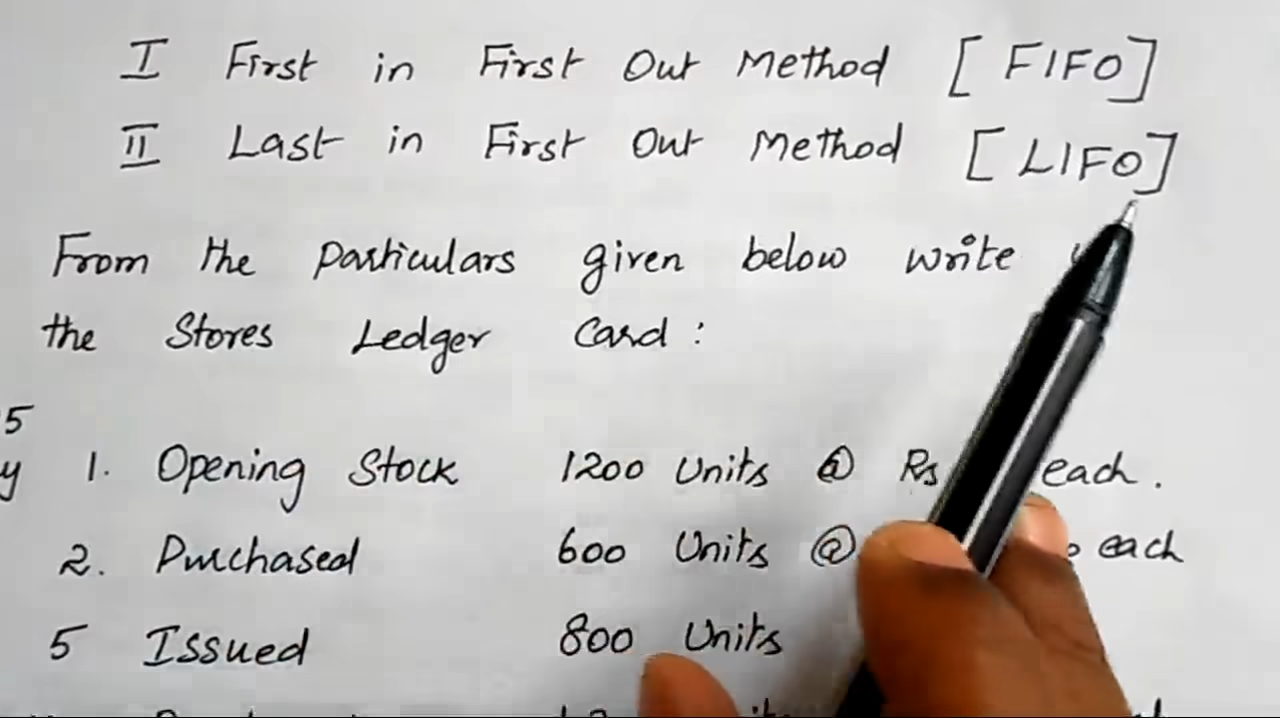 I First in First Out Method [FIFO]
II Last in First Out Method [LIFO]
From the particulars given below write
the Stores Ledger Card :
5
y 1. Opening Stock 1200 Units @ Rs each.
2. Purchased 600 Units @ each
5 Issued 800 Units